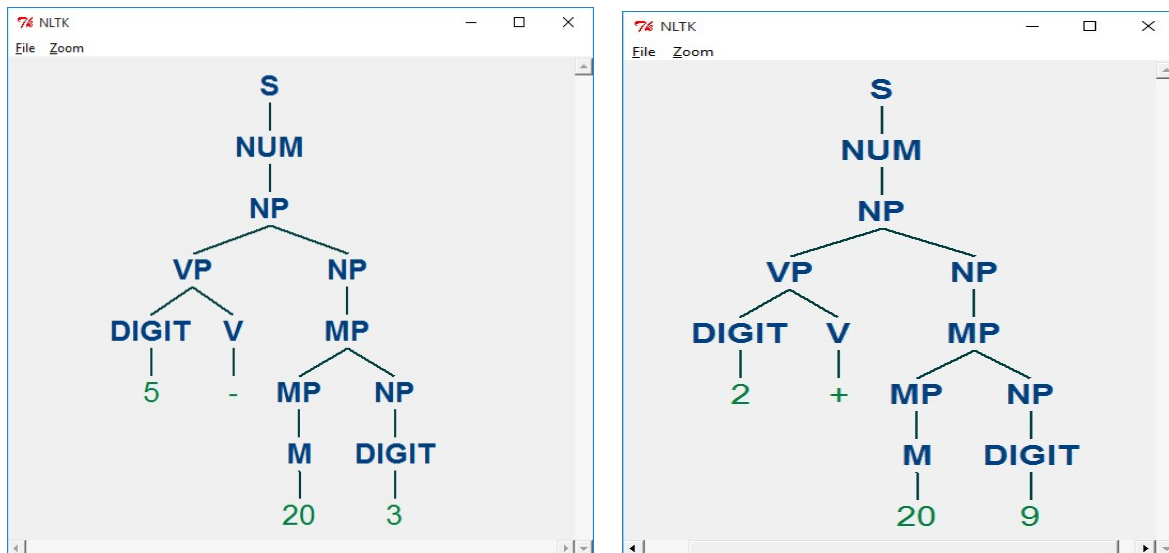 NLTK
File Zoom
S
NUM
NP
VP NP
DIGIT V MP
5 - MP NP
M DIGIT
20 3
NLTK
File Zoom
S
NUM
NP
VP NP
DIGIT V MP
2 + MP NP
M DIGIT
20 9